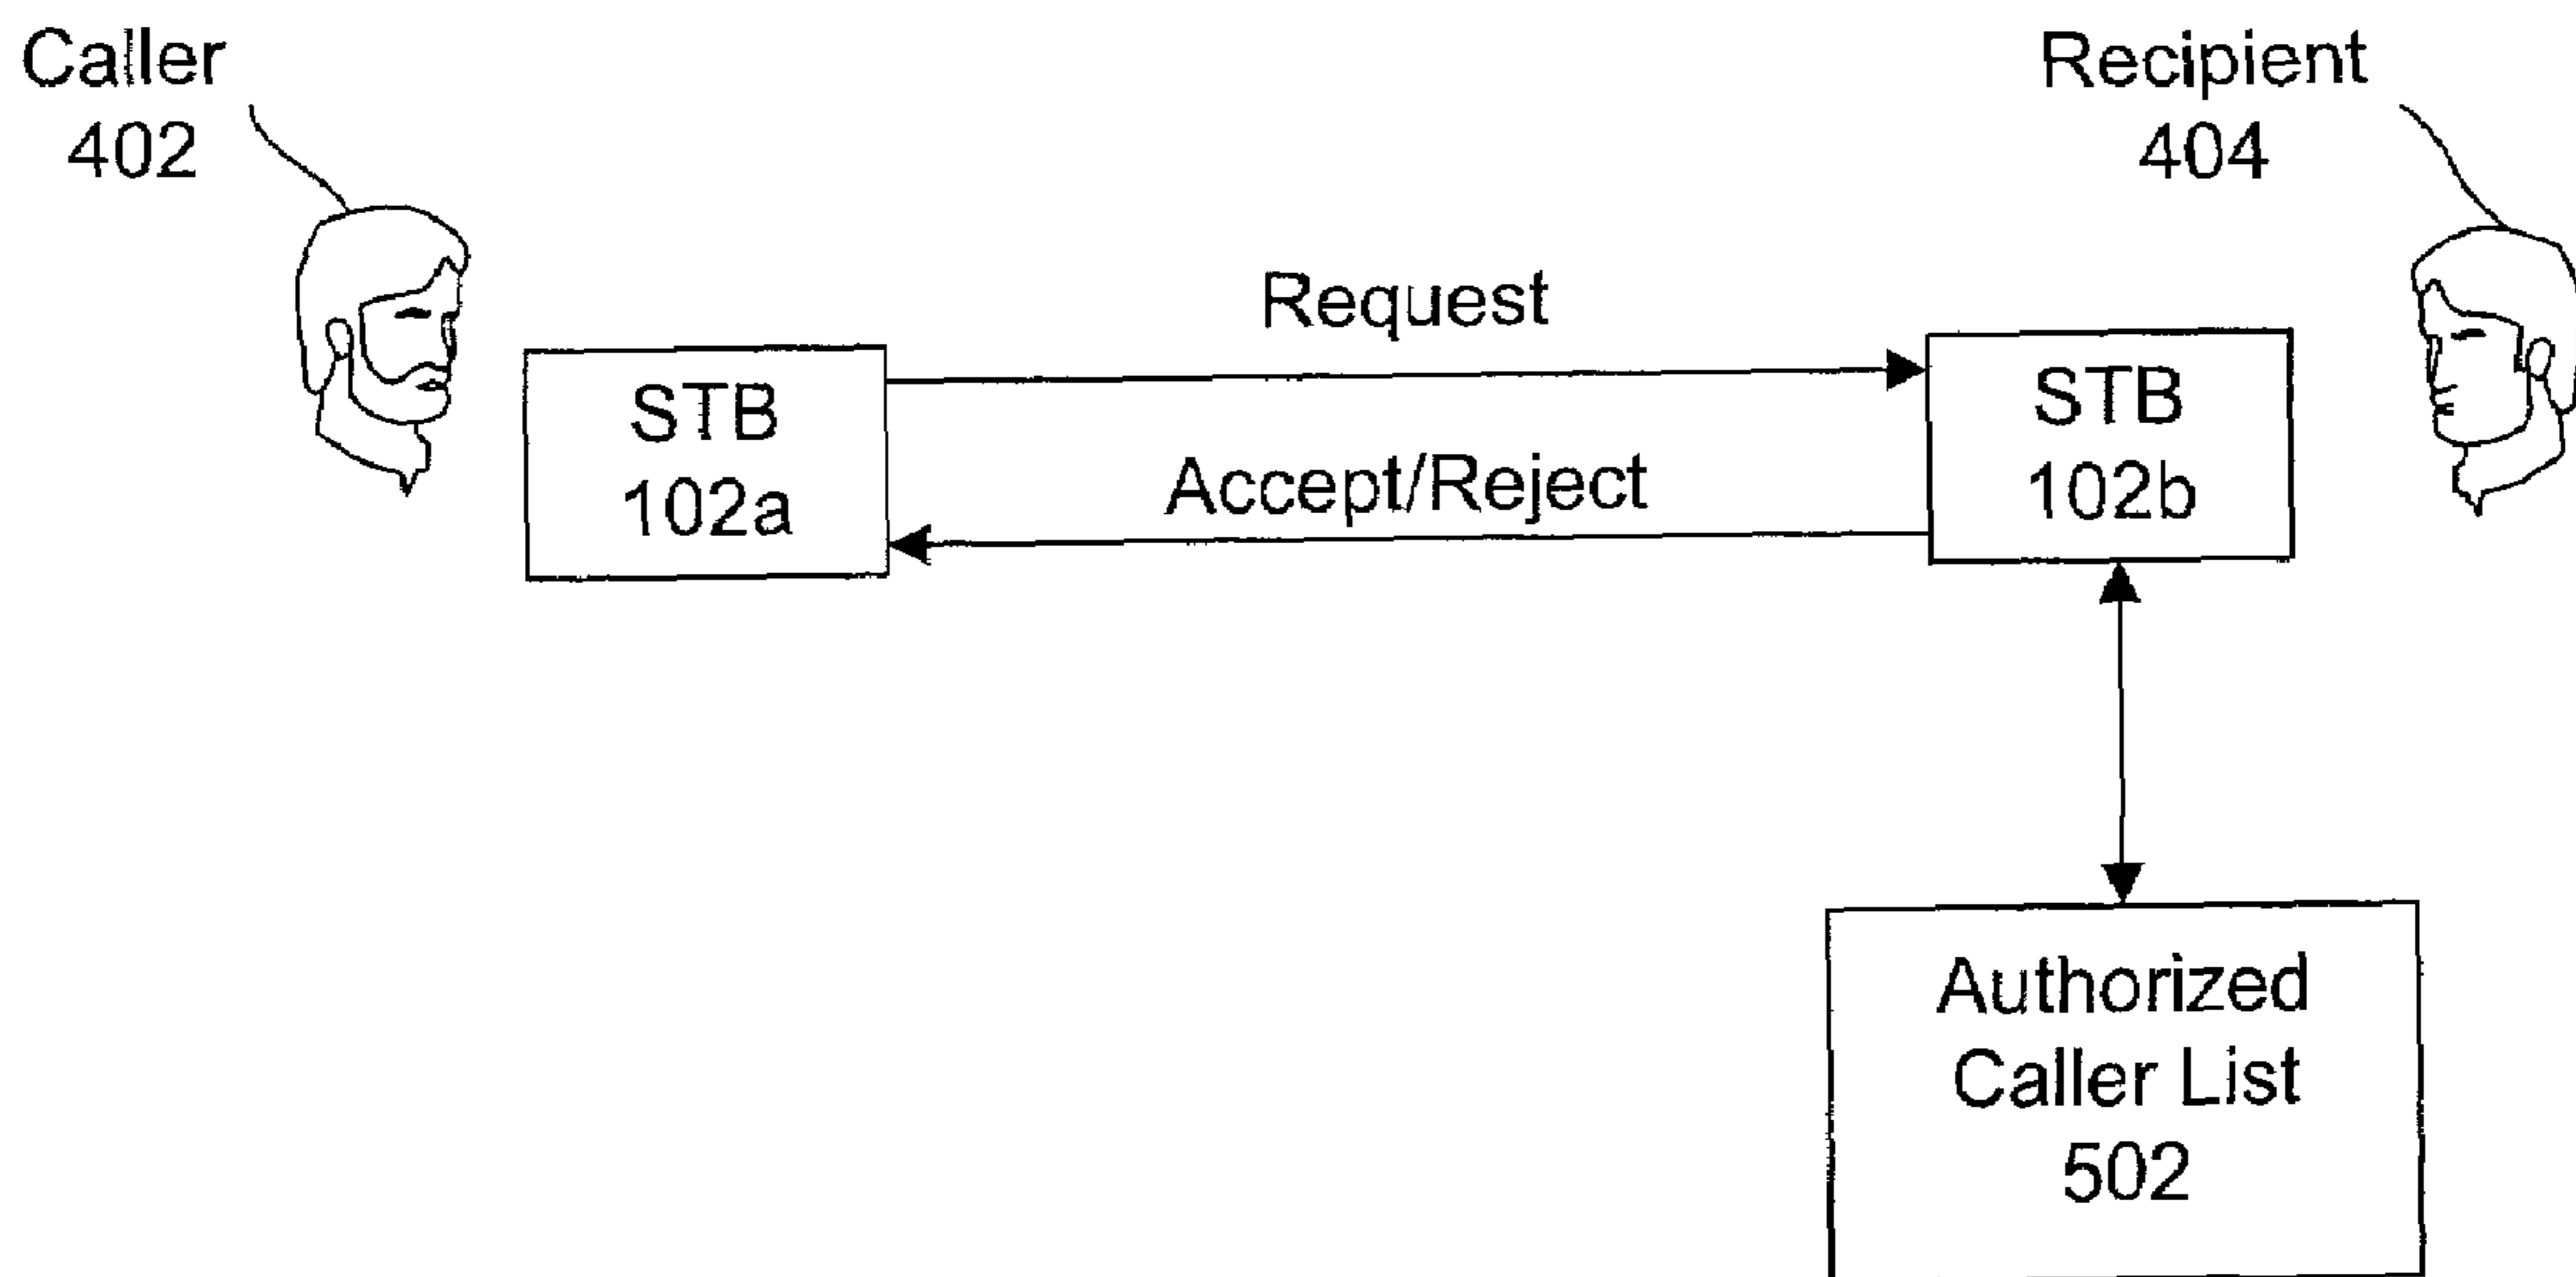 Caller
402
Recipient
404
Request
STB
102a
Accept/Reject
STB
102b
Authorized
Caller List
502